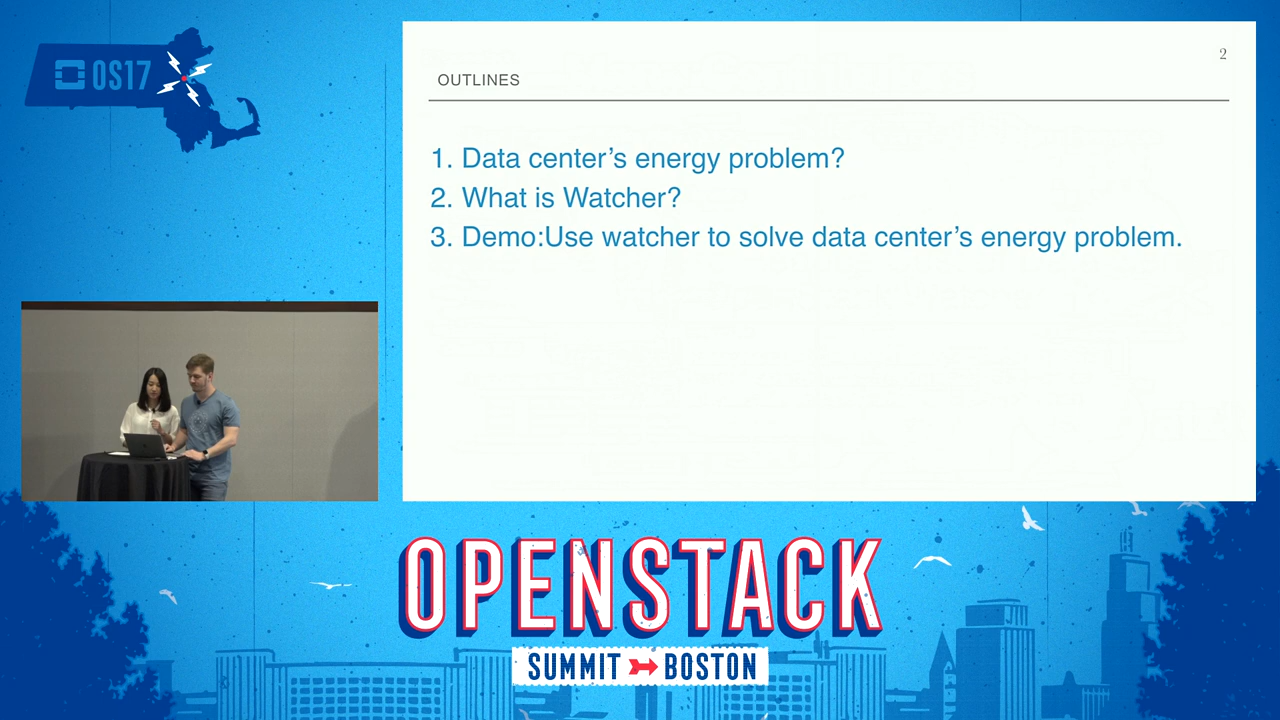 OS17
2
OUTLINES
1. Data center’s energy problem?
2. What is Watcher?
3. Demo:Use watcher to solve data center’s energy problem.
OPENSTACK
SUMMIT BOSTON